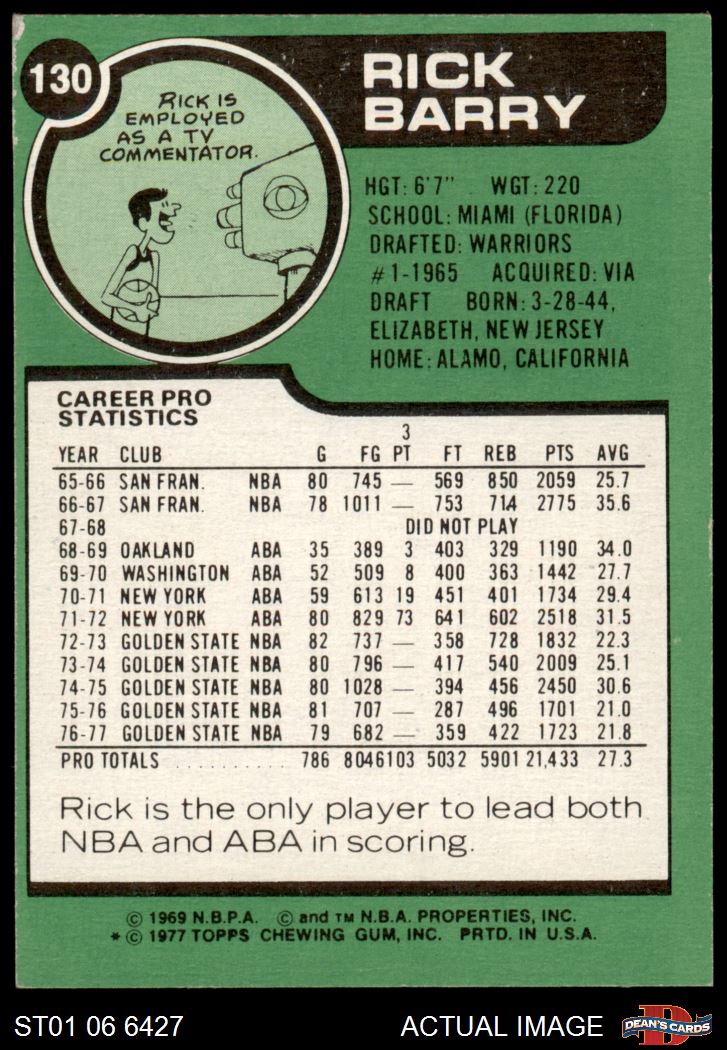 130
RICK
BARRY
RICK IS
EMPLOYED
AS A TV
COMMENTATOR.
HGT: 6'7" WGT: 220
SCHOOL: MIAMI (FLORIDA)
DRAFTED: WARRIORS
#1-1965 ACQUIRED: VIA
DRAFT BORN: 3-28-44,
ELIZABETH, NEW JERSEY
HOME: ALAMO, CALIFORNIA
CAREER PRO
STATISTICS
3
YEAR CLUB G FG PT FT REB PTS AVG
65-66 SAN FRAN. NBA 80 745 — 569 850 2059 25.7
66-67 SAN FRAN. NBA 78 1011 — 753 714 2775 35.6
67-68 DID NOT PLAY
68-69 OAKLAND ABA 35 389 3 403 329 1190 34.0
69-70 WASHINGTON ABA 52 509 8 400 363 1442 27.7
70-71 NEW YORK ABA 59 613 19 451 401 1734 29.4
71-72 NEW YORK ABA 80 829 73 641 602 2518 31.5
72-73 GOLDEN STATE NBA 82 737 — 358 728 1832 22.3
73-74 GOLDEN STATE NBA 80 796 — 417 540 2009 25.1
74-75 GOLDEN STATE NBA 80 1028 — 394 456 2450 30.6
75-76 GOLDEN STATE NBA 81 707 — 287 496 1701 21.0
76-77 GOLDEN STATE NBA 79 682 — 359 422 1723 21.8
PRO TOTALS .......... 786 8046 103 5032 5901 21,433 27.3
Rick is the only player to lead both
NBA and ABA in scoring.
© 1969 N.B.P.A. © and TM N.B.A. PROPERTIES, INC.
* © 1977 TOPPS CHEWING GUM, INC. PRTD. IN U.S.A.
ST01 06 6427 ACTUAL IMAGE D DEAN'S CARDS